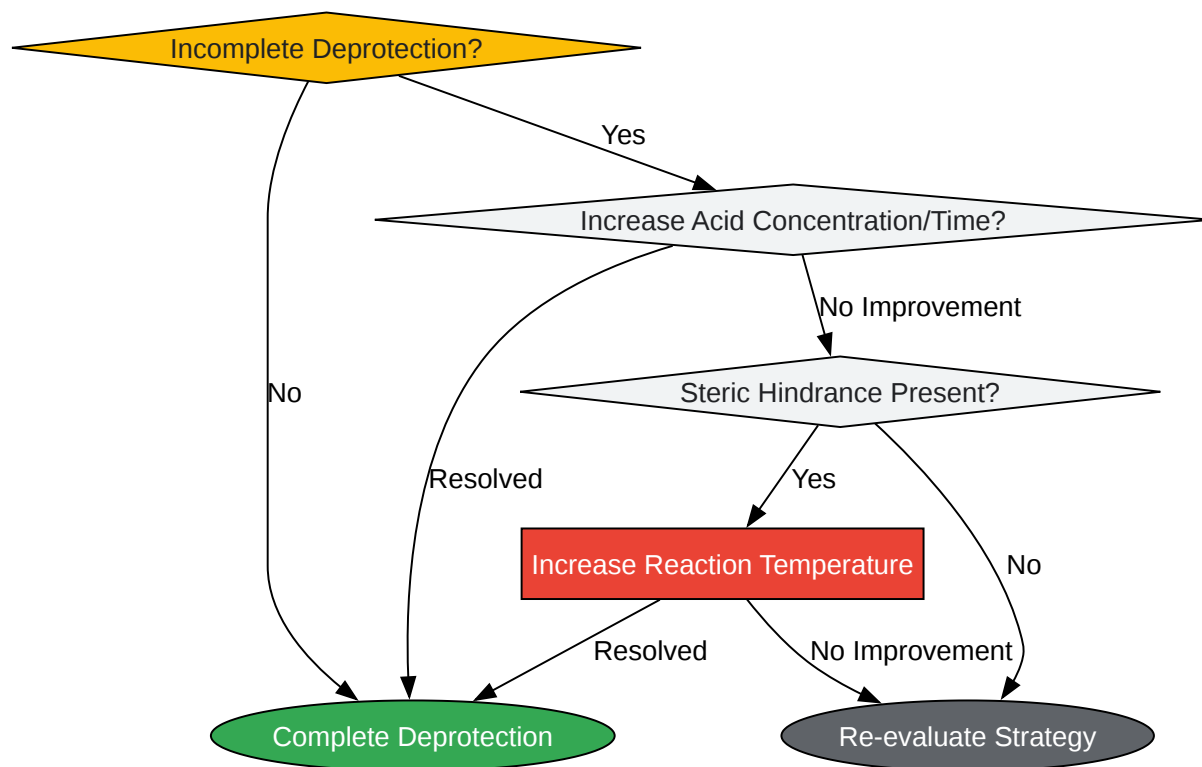 Incomplete Deprotection?
Yes
Increase Acid Concentration/Time?
No Improvement
No
Steric Hindrance Present?
Resolved
Yes
Increase Reaction Temperature
No
Resolved
No Improvement
Complete Deprotection
Re-evaluate Strategy